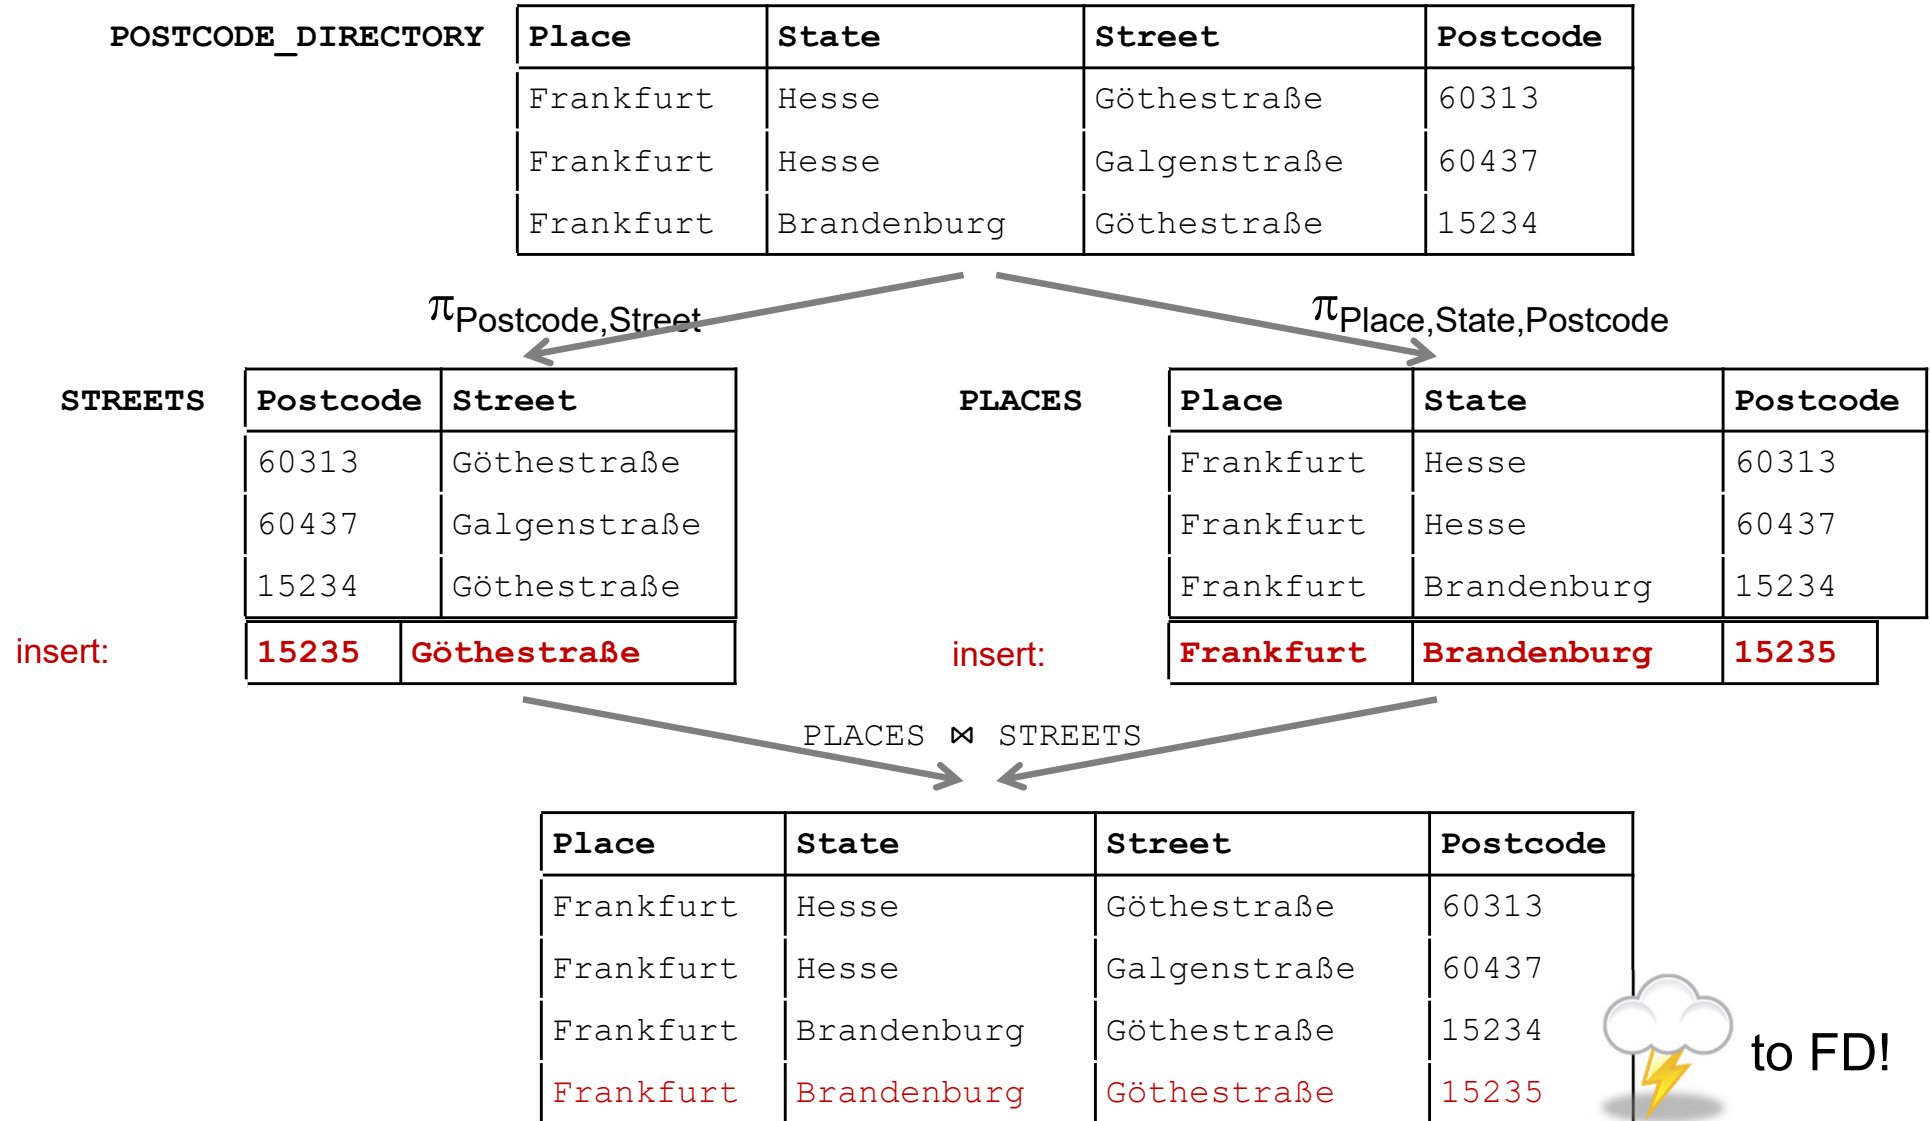 POSTCODE_DIRECTORY Place State Street Postcode
Frankfurt Hesse Göthestraße 60313
Frankfurt Hesse Galgenstraße 60437
Frankfurt Brandenburg Göthestraße 15234
πPostcode,Street πPlace,State,Postcode
STREETS Postcode Street PLACES Place State Postcode
60313 Göthestraße Frankfurt Hesse 60313
60437 Galgenstraße Frankfurt Hesse 60437
15234 Göthestraße Frankfurt Brandenburg 15234
insert: 15235 Göthestraße insert: Frankfurt Brandenburg 15235
PLACES ⋈ STREETS
Place State Street Postcode
Frankfurt Hesse Göthestraße 60313
Frankfurt Hesse Galgenstraße 60437
Frankfurt Brandenburg Göthestraße 15234 to FD!
Frankfurt Brandenburg Göthestraße 15235